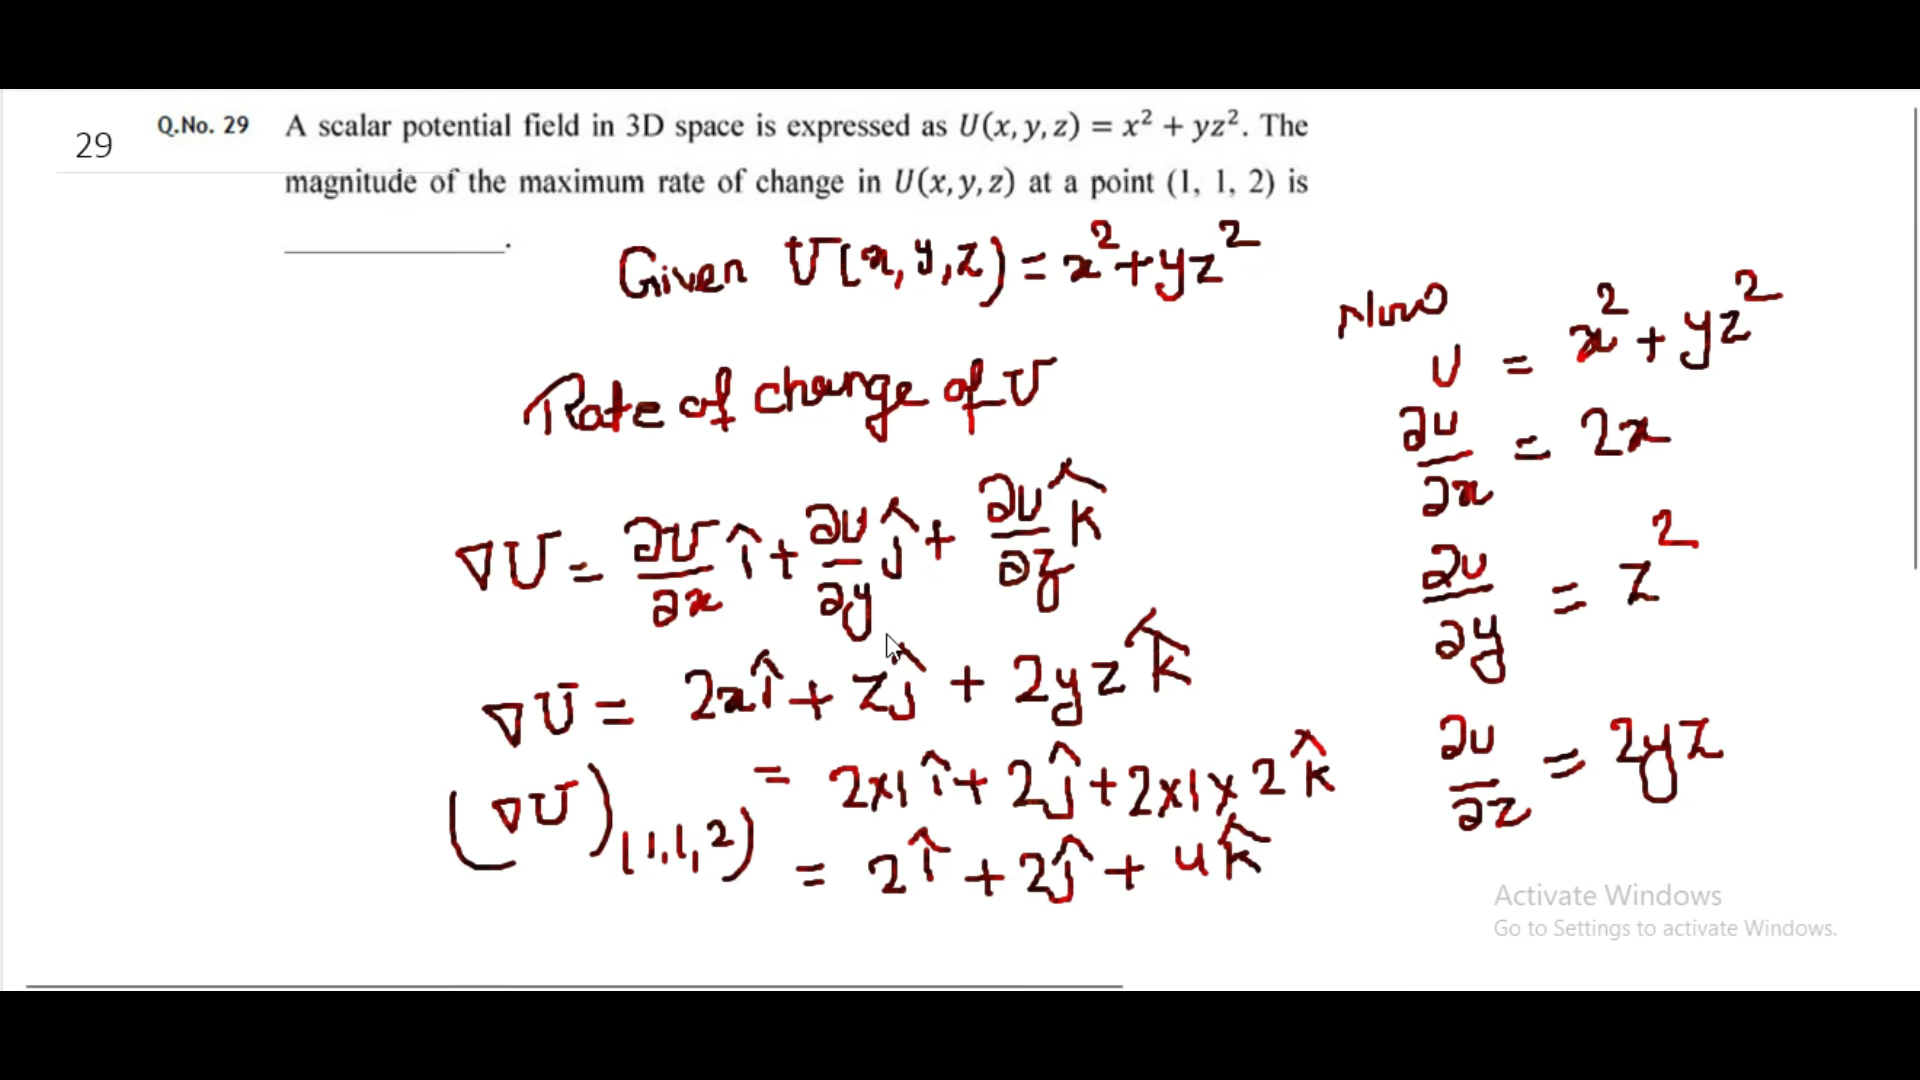 29
Q.No. 29 A scalar potential field in 3D space is expressed as U(x, y, z) = x² + yz². The
magnitude of the maximum rate of change in U(x, y, z) at a point (1, 1, 2) is
__________.
Given U(x, y, z) = x² + yz²
Rate of change of U
∇U = ∂U/∂x î + ∂U/∂y ĵ + ∂U/∂z k̂
∇U = 2xî + zĵ + 2yz k̂
(∇U)(1,1,2) = 2×1 î + 2ĵ + 2×1×2 k̂
= 2î + 2ĵ + 4k̂
Now
U = x² + yz²
∂U/∂x = 2x
∂U/∂y = z²
∂U/∂z = 2yz
Activate Windows
Go to Settings to activate Windows.